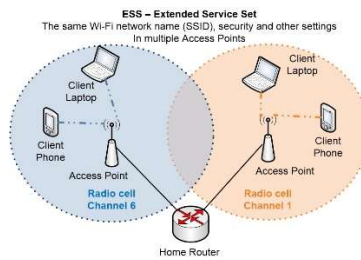 ESS – Extended Service Set
The same Wi-Fi network name (SSID), security and other settings
In multiple Access Points
Client
Laptop
Client
Phone
Access Point
Radio cell
Channel 6
Client
Laptop
Client
Phone
Access Point
Radio cell
Channel 1
Home Router